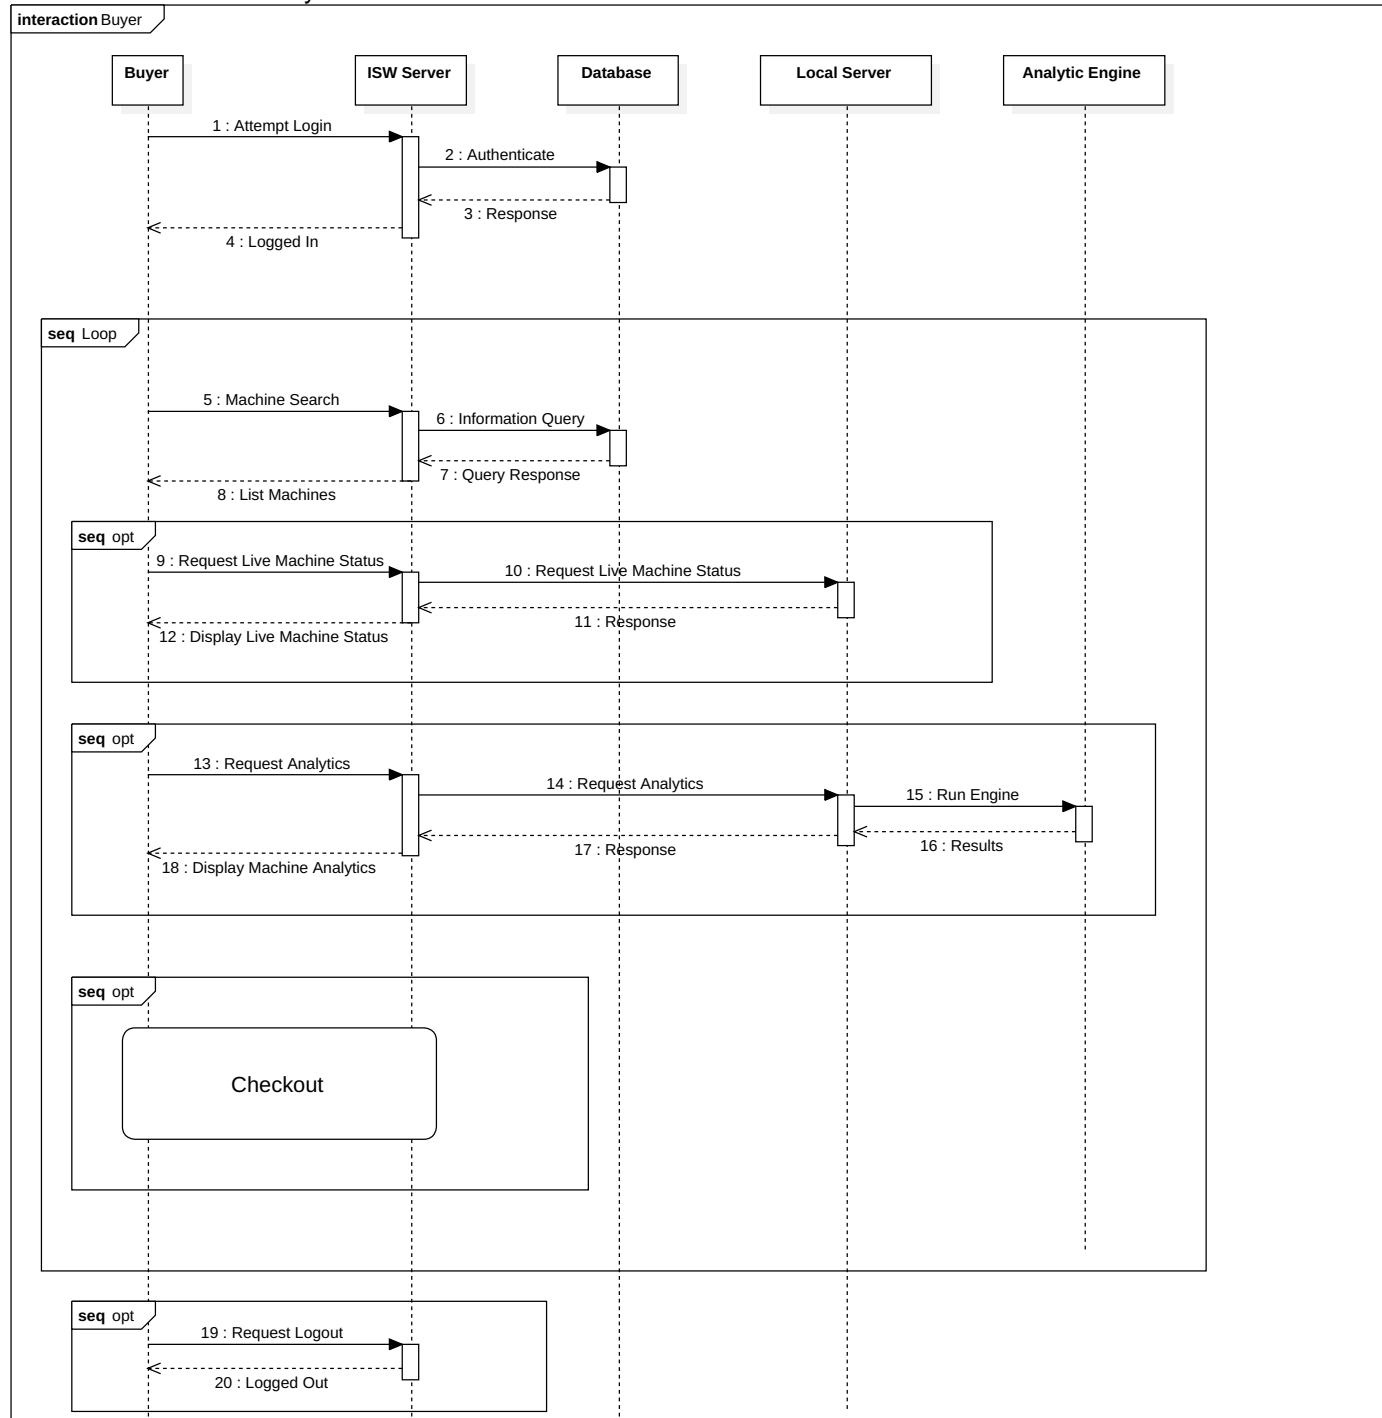 interaction Buyer
Buyer
ISW Server
Database
Local Server
Analytic Engine
1 : Attempt Login
2 : Authenticate
3 : Response
4 : Logged In
seq Loop
5 : Machine Search
6 : Information Query
7 : Query Response
8 : List Machines
seq opt
9 : Request Live Machine Status
10 : Request Live Machine Status
11 : Response
12 : Display Live Machine Status
seq opt
13 : Request Analytics
14 : Request Analytics
15 : Run Engine
16 : Results
17 : Response
18 : Display Machine Analytics
seq opt
Checkout
seq opt
19 : Request Logout
20 : Logged Out